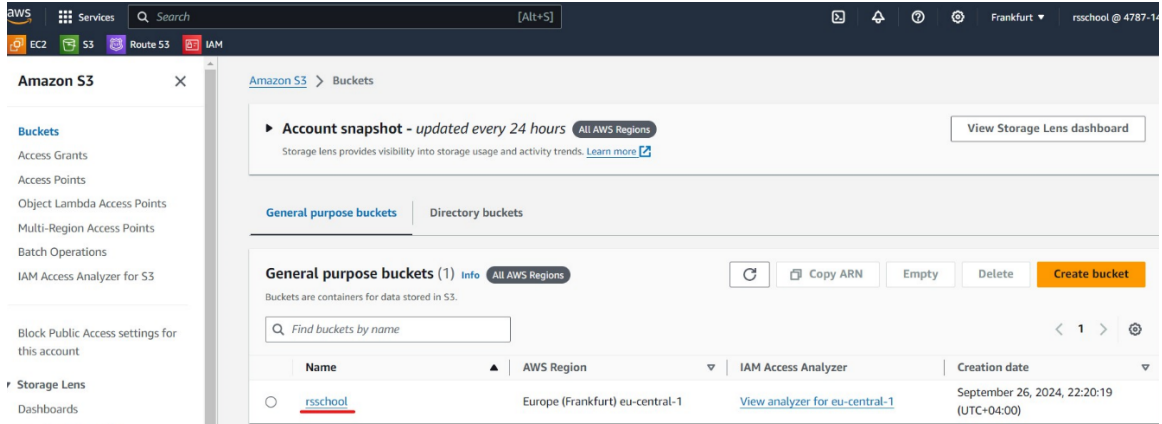 aws Services Search [Alt+S] Frankfurt ▼ rsschool @ 4787-14
EC2 S3 Route 53 IAM
Amazon S3
Buckets
Access Grants
Access Points
Object Lambda Access Points
Multi-Region Access Points
Batch Operations
IAM Access Analyzer for S3
Block Public Access settings for
this account
Storage Lens
Dashboards
Amazon S3 > Buckets
Account snapshot - updated every 24 hours All AWS Regions
View Storage Lens dashboard
Storage lens provides visibility into storage usage and activity trends. Learn more
General purpose buckets Directory buckets
General purpose buckets (1) Info All AWS Regions
Copy ARN Empty Delete Create bucket
Buckets are containers for data stored in S3.
Find buckets by name
< 1 >
Name AWS Region IAM Access Analyzer Creation date
rsschool Europe (Frankfurt) eu-central-1 View analyzer for eu-central-1 September 26, 2024, 22:20:19
(UTC+04:00)